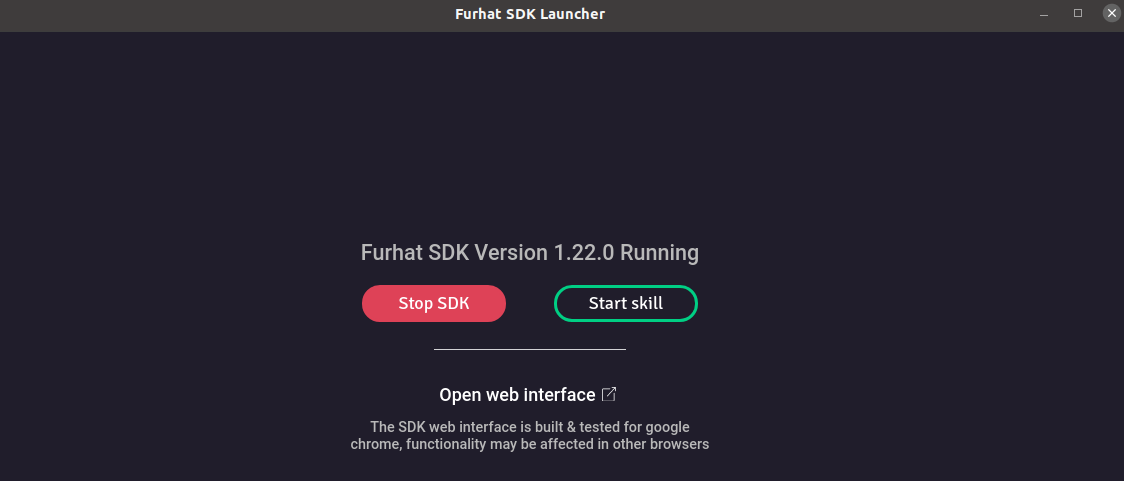 Furhat SDK Launcher
Furhat SDK Version 1.22.0 Running
Stop SDK
Start skill
Open web interface
The SDK web interface is built & tested for google
chrome, functionality may be affected in other browsers